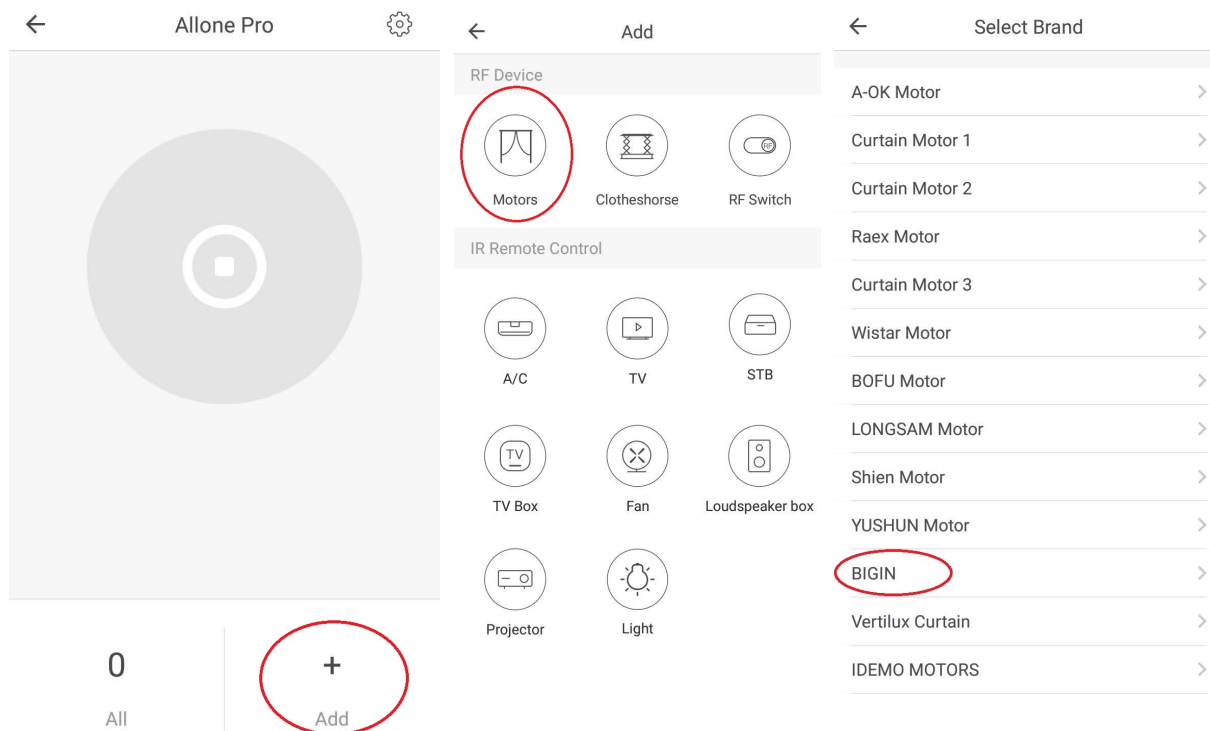 Allone Pro
0
+
All
Add
Add
RF Device
RF
Motors
Clotheshorse
RF Switch
IR Remote Control
A/C
TV
STB
TV
TV Box
Fan
Loudspeaker box
Projector
Light
Select Brand
A-OK Motor
Curtain Motor 1
Curtain Motor 2
Raex Motor
Curtain Motor 3
Wistar Motor
BOFU Motor
LONGSAM Motor
Shien Motor
YUSHUN Motor
BIGIN
Vertilux Curtain
IDEMO MOTORS